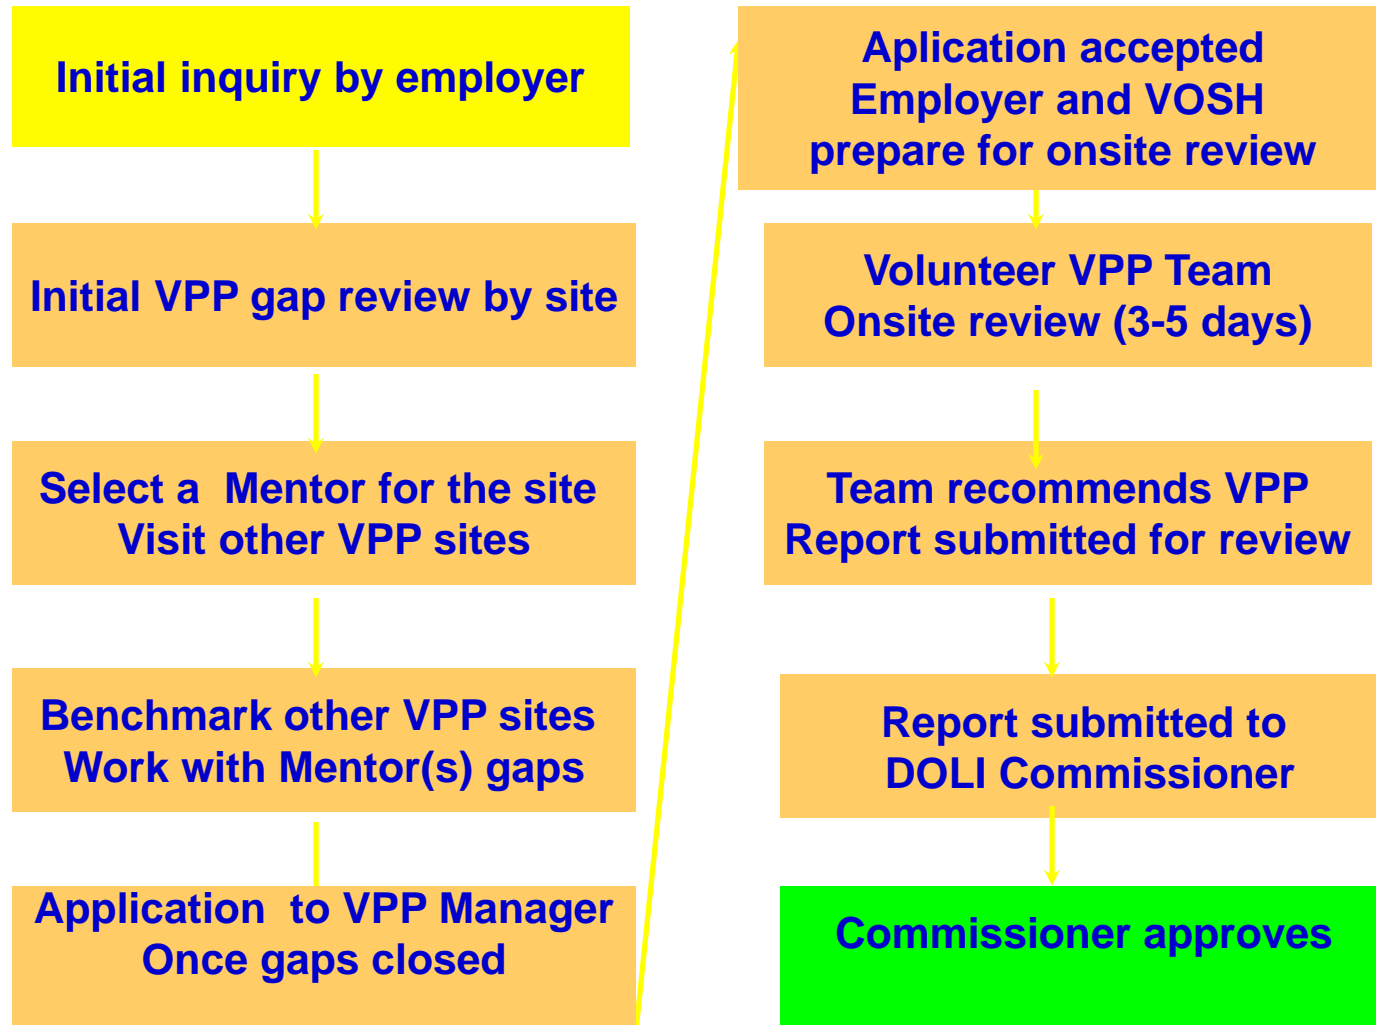 Initial inquiry by employer
Initial VPP gap review by site
Select a  Mentor for the site
Visit other VPP sites
Benchmark other VPP sites
Work with Mentor(s) gaps
Application  to VPP Manager
Once gaps closed
Aplication accepted
Employer and VOSH
prepare for onsite review
Volunteer VPP Team
Onsite review (3-5 days)
Team recommends VPP
Report submitted for review
Report submitted to
DOLI Commissioner
Commissioner approves